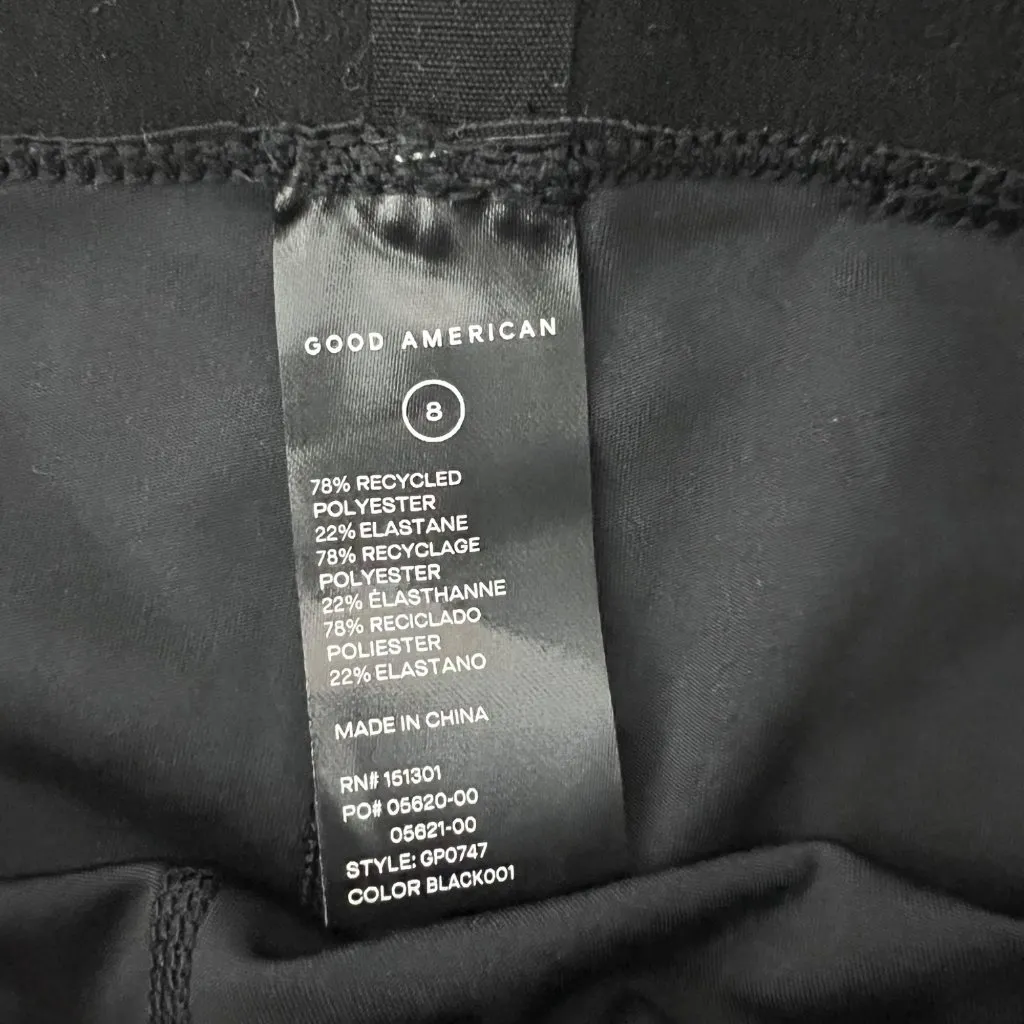 GOOD AMERICAN
8
78% RECYCLED
POLYESTER
22% ELASTANE
78% RECYCLAGE
POLYESTER
22% ÉLASTHANNE
78% RECICLADO
POLIESTER
22% ELASTANO
MADE IN CHINA
RN# 151301
PO# 05620-00
05621-00
STYLE: GP0747
COLOR BLACK001